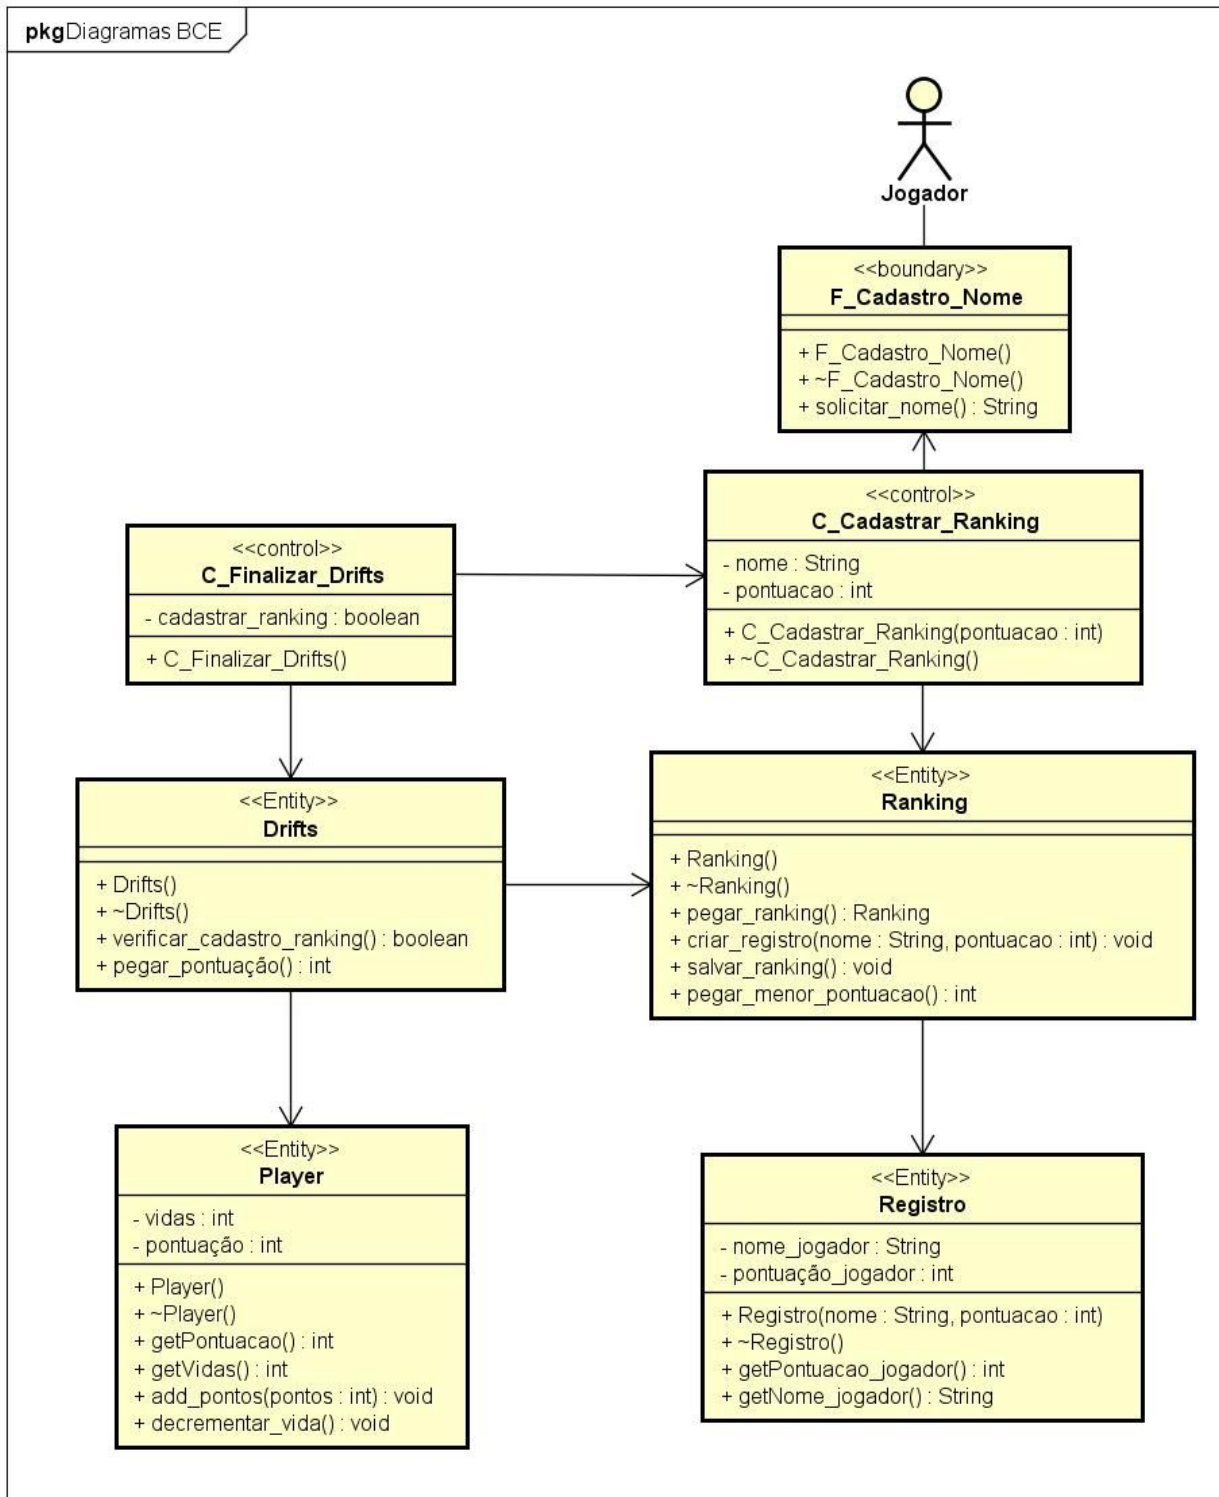 pkgDiagramas BCE
Jogador
<<boundary>>
F_Cadastro_Nome
+ F_Cadastro_Nome()
+ ~F_Cadastro_Nome()
+ solicitar_nome() : String
<<control>>
C_Cadastrar_Ranking
- nome : String
- pontuacao : int
+ C_Cadastrar_Ranking(pontuacao : int)
+ ~C_Cadastrar_Ranking()
<<control>>
C_Finalizar_Drifts
- cadastrar_ranking : boolean
+ C_Finalizar_Drifts()
<<Entity>>
Drifts
+ Drifts()
+ ~Drifts()
+ verificar_cadastro_ranking() : boolean
+ pegar_pontuação() : int
<<Entity>>
Ranking
+ Ranking()
+ ~Ranking()
+ pegar_ranking() : Ranking
+ criar_registro(nome : String, pontuacao : int) : void
+ salvar_ranking() : void
+ pegar_menor_pontuacao() : int
<<Entity>>
Player
- vidas : int
- pontuação : int
+ Player()
+ ~Player()
+ getPontuacao() : int
+ getVidas() : int
+ add_pontos(pontos : int) : void
+ decrementar_vida() : void
<<Entity>>
Registro
- nome_jogador : String
- pontuação_jogador : int
+ Registro(nome : String, pontuacao : int)
+ ~Registro()
+ getPontuacao_jogador() : int
+ getNome_jogador() : String